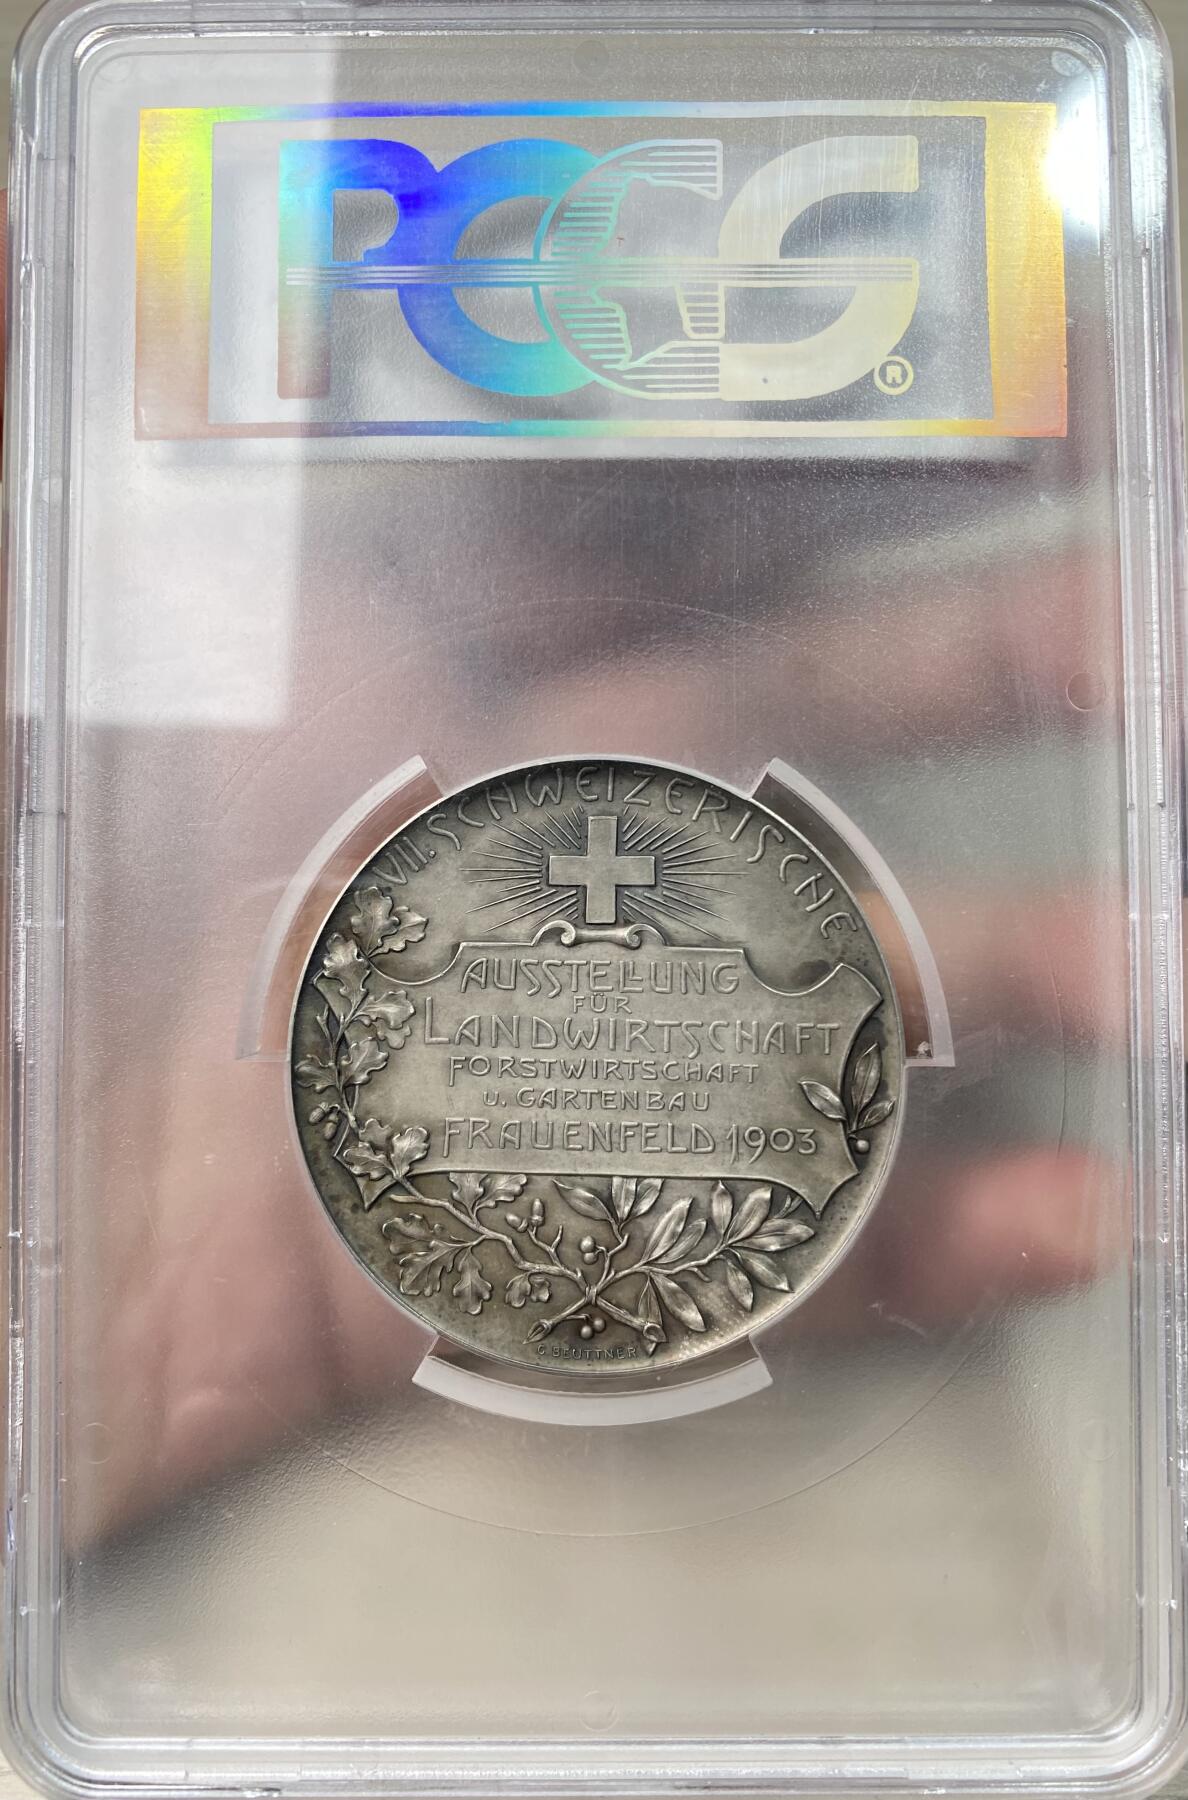 PCGS
®
VII. SCHWEIZERISCHE
AUSSTELLUNG
FÜR
LANDWIRTSCHAFT
FORSTWIRTSCHAFT
U. GARTENBAU
FRAUENFELD 1903
G. BEUTTNER